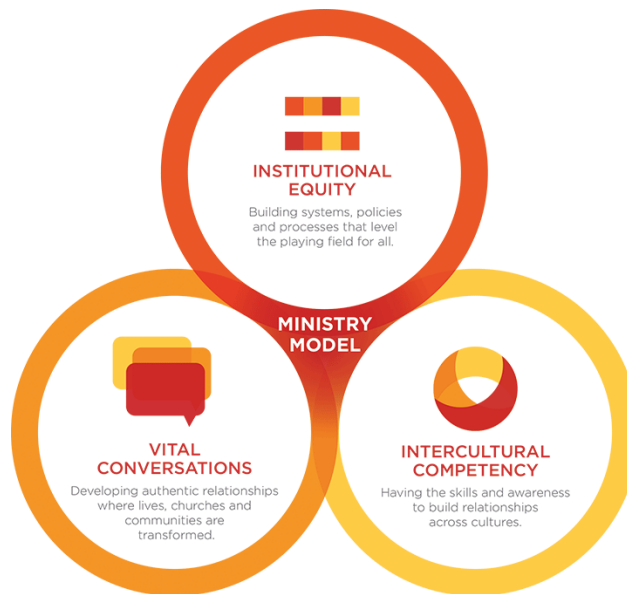 INSTITUTIONAL
EQUITY
Building systems, policies
and processes that level
the playing field for all.
MINISTRY
MODEL
VITAL
CONVERSATIONS
Developing authentic relationships
where lives, churches and
communities are
transformed.
INTERCULTURAL
COMPETENCY
Having the skills and awareness
to build relationships
across cultures.